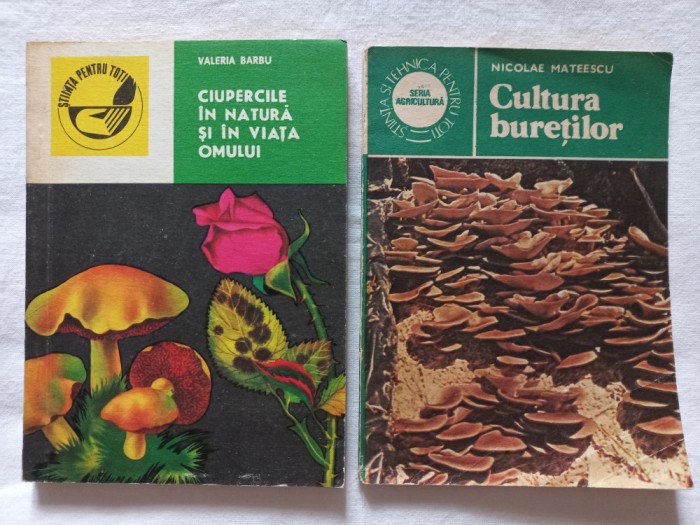 ȘTIINȚA PENTRU TOȚI
VALERIA BARBU
CIUPERCILE
ÎN NATURĂ
ȘI ÎN VIAȚA
OMULUI
ȘTIINȚA ȘI TEHNICA PENTRU TOȚI
SERIA
AGRICULTURĂ
NICOLAE MATEESCU
Cultura
bureților